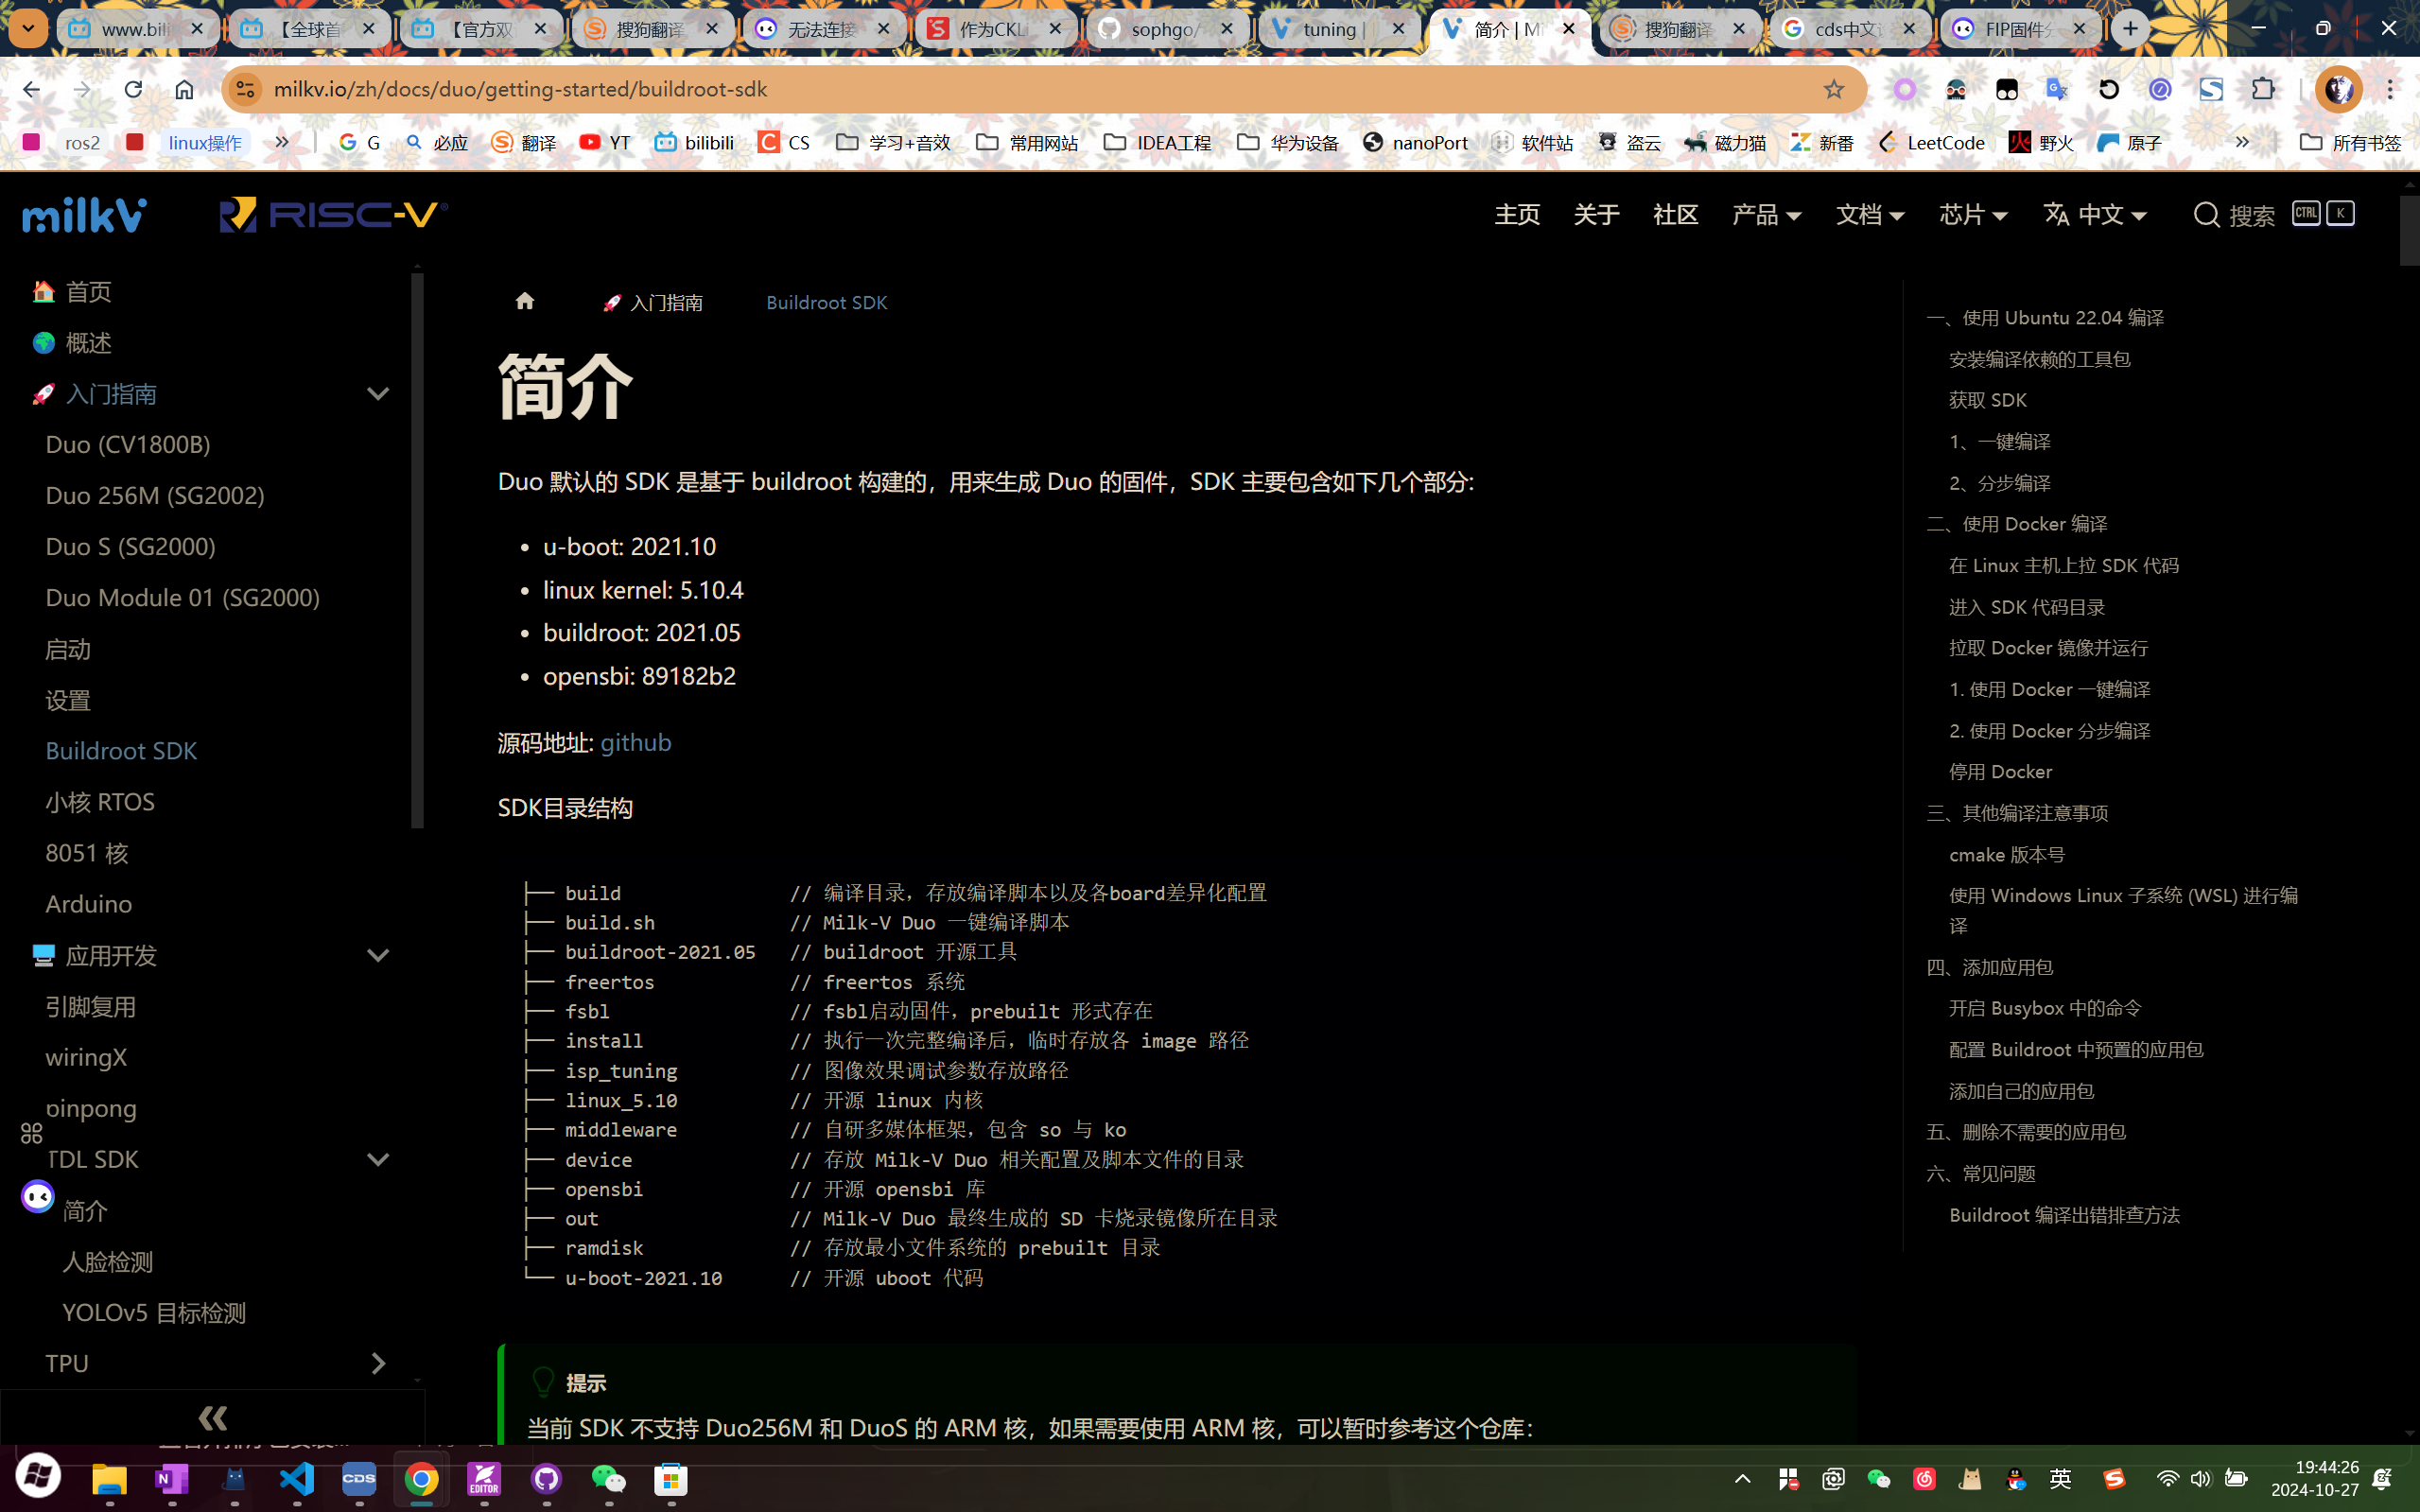 www.bili
【全球首
【官方双
搜狗翻译
无法连接
作为CKLi
sophgo/
tuning |
简介 | Mi
搜狗翻译
cds中文
FIP固件分
milkv.io/zh/docs/duo/getting-started/buildroot-sdk
ros2
linux操作
G
必应
翻译
YT
bilibili
CS
学习+音效
常用网站
IDEA工程
华为设备
nanoPort
软件站
盗云
磁力猫
新番
LeetCode
野火
原子
所有书签
milkV
RISC-V®
主页
关于
社区
产品
文档
芯片
中文
搜索
CTRL
K
首页
概述
入门指南
Duo (CV1800B)
Duo 256M (SG2002)
Duo S (SG2000)
Duo Module 01 (SG2000)
启动
设置
Buildroot SDK
小核 RTOS
8051 核
Arduino
应用开发
引脚复用
wiringX
pinpong
TDL SDK
简介
人脸检测
YOLOv5 目标检测
TPU
入门指南
Buildroot SDK
简介
Duo 默认的 SDK 是基于 buildroot 构建的，用来生成 Duo 的固件，SDK 主要包含如下几个部分:
• u-boot: 2021.10
• linux kernel: 5.10.4
• buildroot: 2021.05
• opensbi: 89182b2
源码地址: github
SDK目录结构
├── build // 编译目录，存放编译脚本以及各board差异化配置
├── build.sh // Milk-V Duo 一键编译脚本
├── buildroot-2021.05 // buildroot 开源工具
├── freertos // freertos 系统
├── fsbl // fsbl启动固件，prebuilt 形式存在
├── install // 执行一次完整编译后，临时存放各 image 路径
├── isp_tuning // 图像效果调试参数存放路径
├── linux_5.10 // 开源 linux 内核
├── middleware // 自研多媒体框架，包含 so 与 ko
├── device // 存放 Milk-V Duo 相关配置及脚本文件的目录
├── opensbi // 开源 opensbi 库
├── out // Milk-V Duo 最终生成的 SD 卡烧录镜像所在目录
├── ramdisk // 存放最小文件系统的 prebuilt 目录
└── u-boot-2021.10 // 开源 uboot 代码
提示
当前 SDK 不支持 Duo256M 和 DuoS 的 ARM 核，如果需要使用 ARM 核，可以暂时参考这个仓库：
一、使用 Ubuntu 22.04 编译
安装编译依赖的工具包
获取 SDK
1、一键编译
2、分步编译
二、使用 Docker 编译
在 Linux 主机上拉 SDK 代码
进入 SDK 代码目录
拉取 Docker 镜像并运行
1. 使用 Docker 一键编译
2. 使用 Docker 分步编译
停用 Docker
三、其他编译注意事项
cmake 版本号
使用 Windows Linux 子系统 (WSL) 进行编
译
四、添加应用包
开启 Busybox 中的命令
配置 Buildroot 中预置的应用包
添加自己的应用包
五、删除不需要的应用包
六、常见问题
Buildroot 编译出错排查方法
CDS
EDITOR
英
19:44:26
2024-10-27